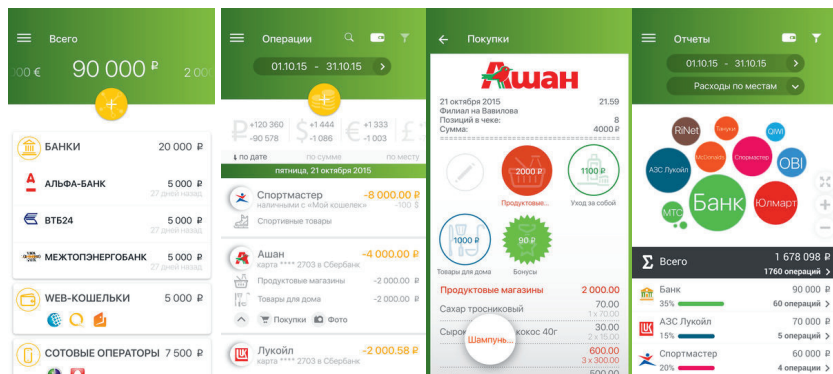 Всего
00 €
90 000 ₽
2 00
БАНКИ
20 000 ₽
АЛЬФА-БАНК
5 000 ₽
27 дней назад
ВТБ24
5 000 ₽
27 дней назад
МЕЖТОПЭНЕРГОБАНК
5 000 ₽
27 дней назад
WEB-КОШЕЛЬКИ
5 000 ₽
СОТОВЫЕ ОПЕРАТОРЫ
7 500 ₽
Операции
01.10.15 - 31.10.15
₽ +120 360
-90 578
$ +1 444
-1 086
€ +1 333
-1 003
£
по дате
по сумме
по месту
пятница, 21 октября 2015
Спортмастер
-8 000.00 ₽
наличными с «Мой кошелек»
-100 $
Спортивные товары
Ашан
-4 000.00 ₽
карта **** 2703 в Сбербанк
Продуктовые магазины
-2 000.00 ₽
Товары для дома
-2 000.00 ₽
Покупки
Фото
Лукойл
-2 000.58 ₽
карта **** 2703 в Сбербанк
Покупки
Ашан
21 октября 2015
21.59
Филиал на Вавилова
Позиций в чеке:
8
Сумма:
4000 ₽
2000 ₽
1100 ₽
Продуктовые...
Уход за собой
1000 ₽
90 ₽
Товары для дома
Бонусы
Продуктовые магазины
2 000.00
Сахар тросниковый
70.00
1 x 70.00
Сырок
кокос 40г
30.00
2 x 15.00
Шампунь...
600.00
3 x 300.00
500.00
Отчеты
01.10.15 - 31.10.15
Расходы по местам
RiNet
Тануки
QIWI
McDonalds
Спормастер
OBI
АЗС Лукойл
Банк
Юлмарт
МТС
Σ Всего
1 678 098 ₽
1760 операций
Банк
90 000 ₽
35%
60 операций
АЗС Лукойл
70 000 ₽
15%
5 операций
Спортмастер
60 000 ₽
20%
4 операций